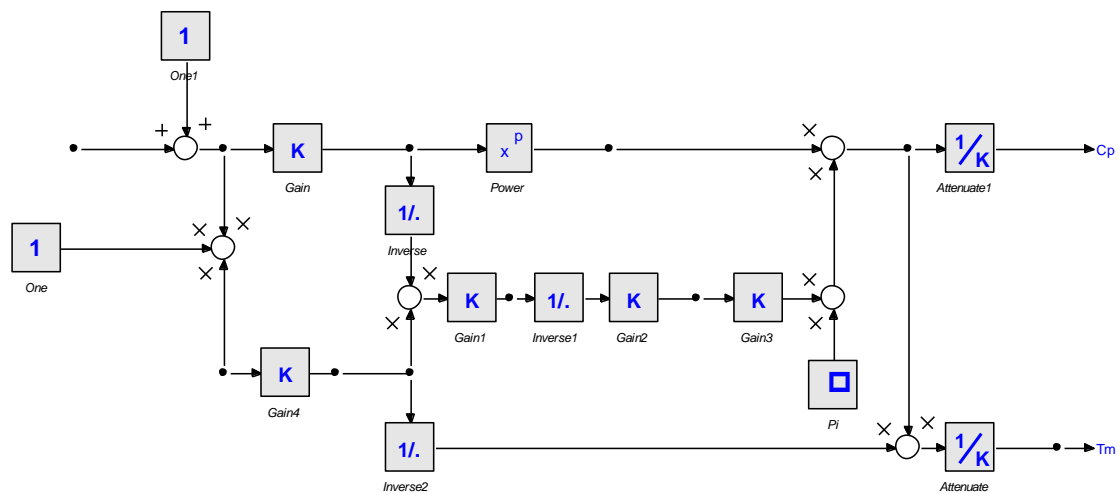 1
One1
+
+
K
Gain
x p
Power
×
×
1/K
Attenuate1
Cp
1/.
Inverse
×
×
×
1
One
×
×
K
Gain1
1/.
Inverse1
K
Gain2
K
Gain3
×
×
K
Gain4
Pi
1/.
Inverse2
×
×
1/K
Attenuate
Tm